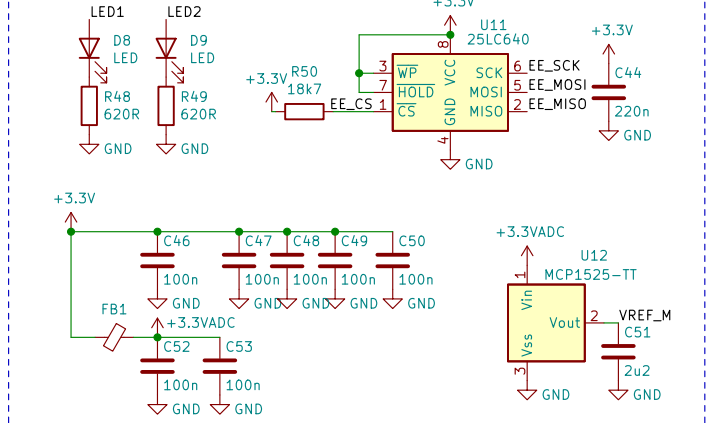 LED1
LED2
D8
LED
D9
LED
R48
620R
R49
620R
GND
GND
+3.3V
R50
18k7
EE_CS
+3.3V
U11
25LC640
8
3
WP
7
HOLD
1
CS
VCC
GND
SCK
6
EE_SCK
MOSI
5
EE_MOSI
MISO
2
EE_MISO
4
GND
+3.3V
C44
220n
GND
+3.3V
C46
100n
GND
C47
100n
GND
C48
100n
GND
C49
100n
GND
C50
100n
GND
FB1
+3.3VADC
C52
100n
GND
C53
100n
GND
+3.3VADC
U12
MCP1525-TT
1
Vin
Vout
2
VREF_M
Vss
3
GND
C51
2u2
GND